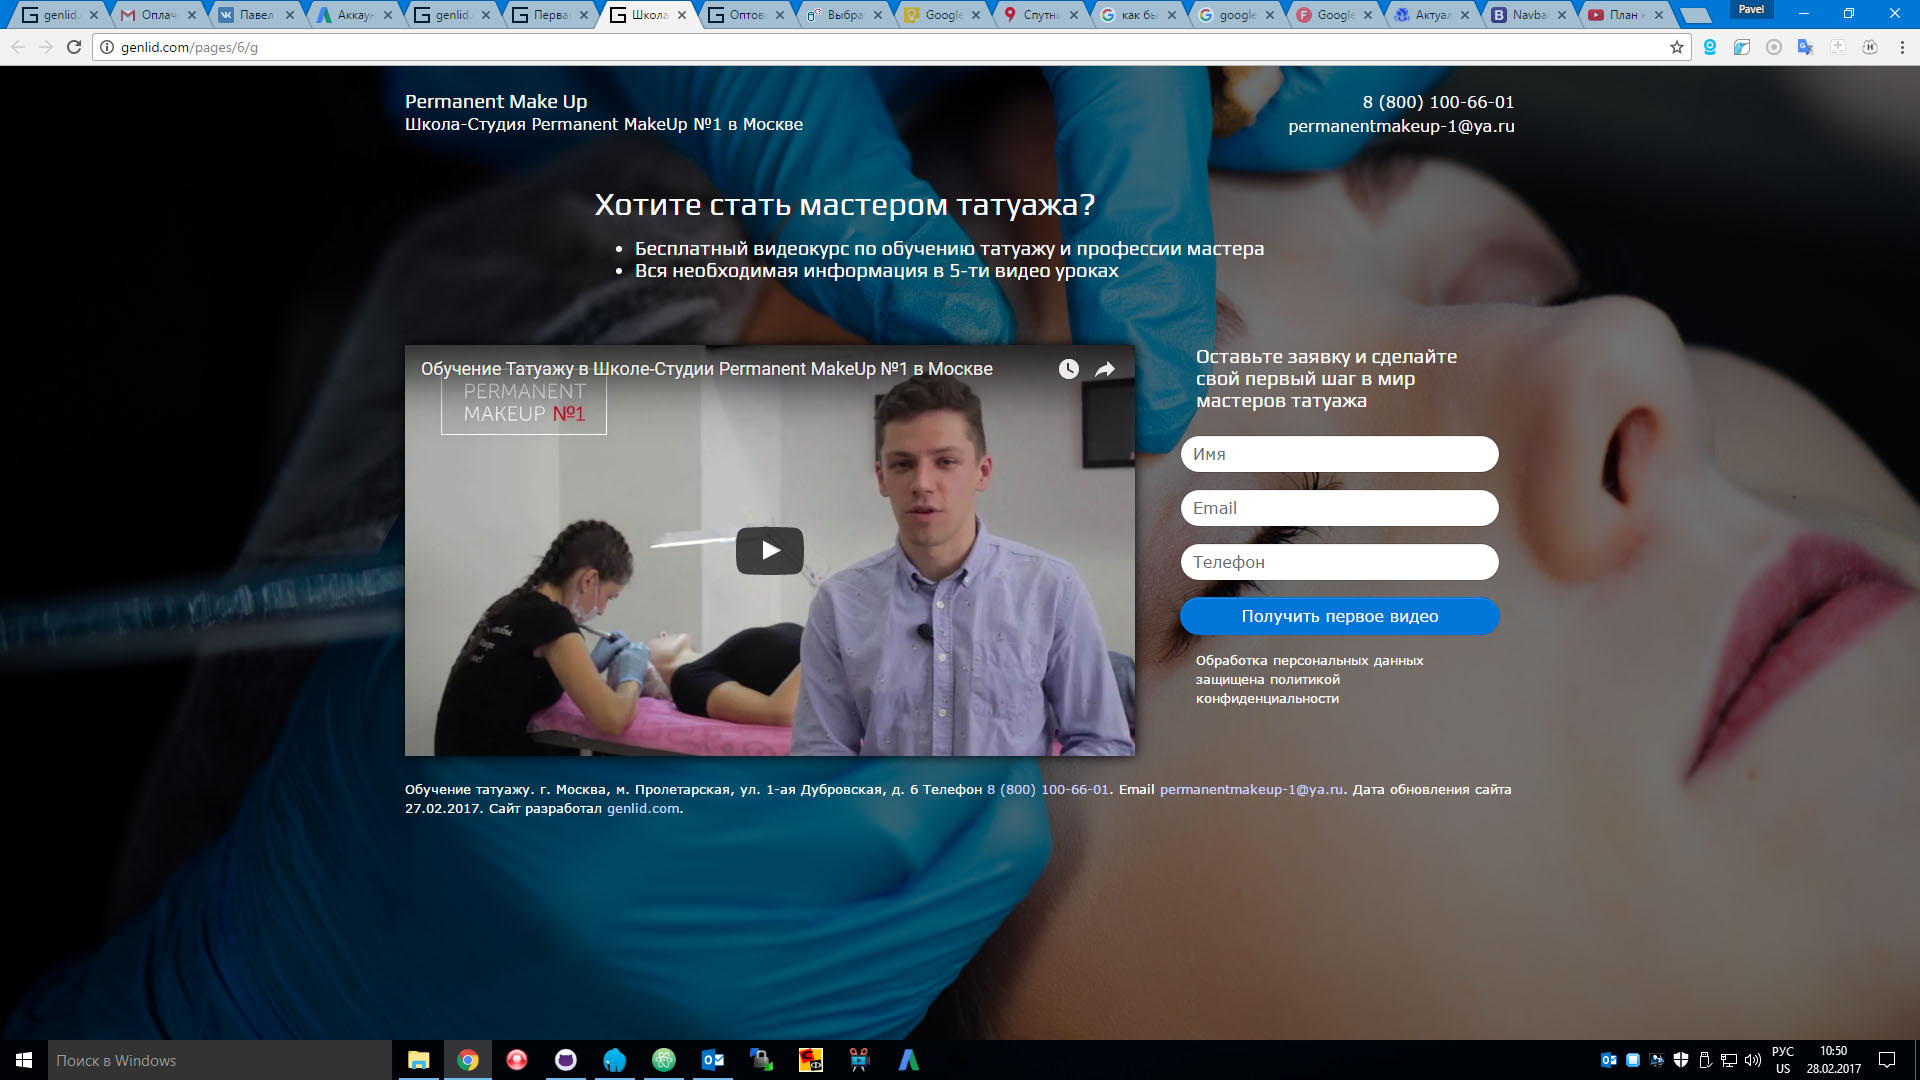 genlid.
Оплач
Павел
Аккаун
genlid.
Перва
Школа
Оптов
Выбра
Google
Спутни
как бы
google
Google
Актуал
Navba
План н
Pavel
genlid.com/pages/6/g
Permanent Make Up
Школа-Студия Permanent MakeUp №1 в Москве
8 (800) 100-66-01
permanentmakeup-1@ya.ru
Хотите стать мастером татуажа?
• Бесплатный видеокурс по обучению татуажу и профессии мастера
• Вся необходимая информация в 5-ти видео уроках
Обучение Татуажу в Школе-Студии Permanent MakeUp №1 в Москве
PERMANENT
MAKEUP №1
Оставьте заявку и сделайте
свой первый шаг в мир
мастеров татуажа
Имя
Email
Телефон
Получить первое видео
Обработка персональных данных
защищена политикой
конфиденциальности
Обучение татуажу. г. Москва, м. Пролетарская, ул. 1-ая Дубровская, д. 6 Телефон 8 (800) 100-66-01. Email permanentmakeup-1@ya.ru. Дата обновления сайта
27.02.2017. Сайт разработал genlid.com.
Поиск в Windows
РУС
US
10:50
28.02.2017